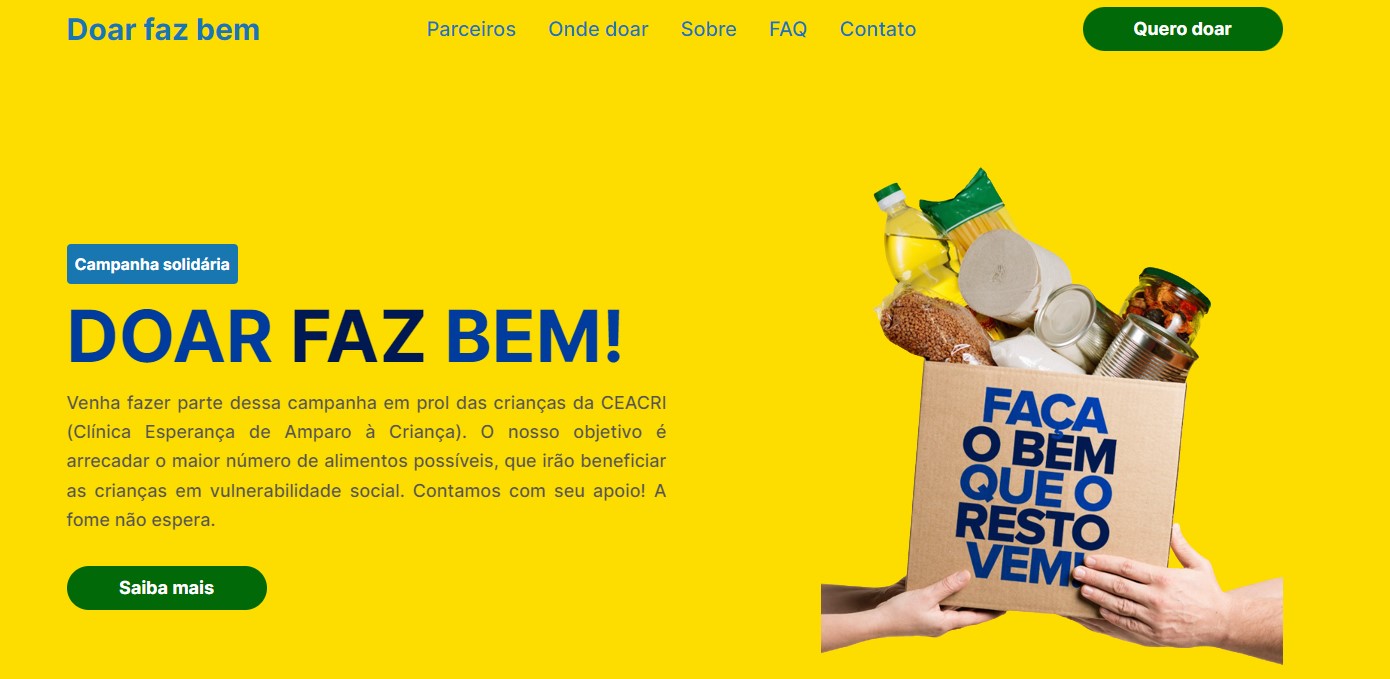 Doar faz bem
Parceiros
Onde doar
Sobre
FAQ
Contato
Quero doar
Campanha solidária
DOAR FAZ BEM!
Venha fazer parte dessa campanha em prol das crianças da CEACRI
(Clínica Esperança de Amparo à Criança). O nosso objetivo é
arrecadar o maior número de alimentos possíveis, que irão beneficiar
as crianças em vulnerabilidade social. Contamos com seu apoio! A
fome não espera.
Saiba mais
FAÇA
O BEM
QUE O
RESTO
VEM!